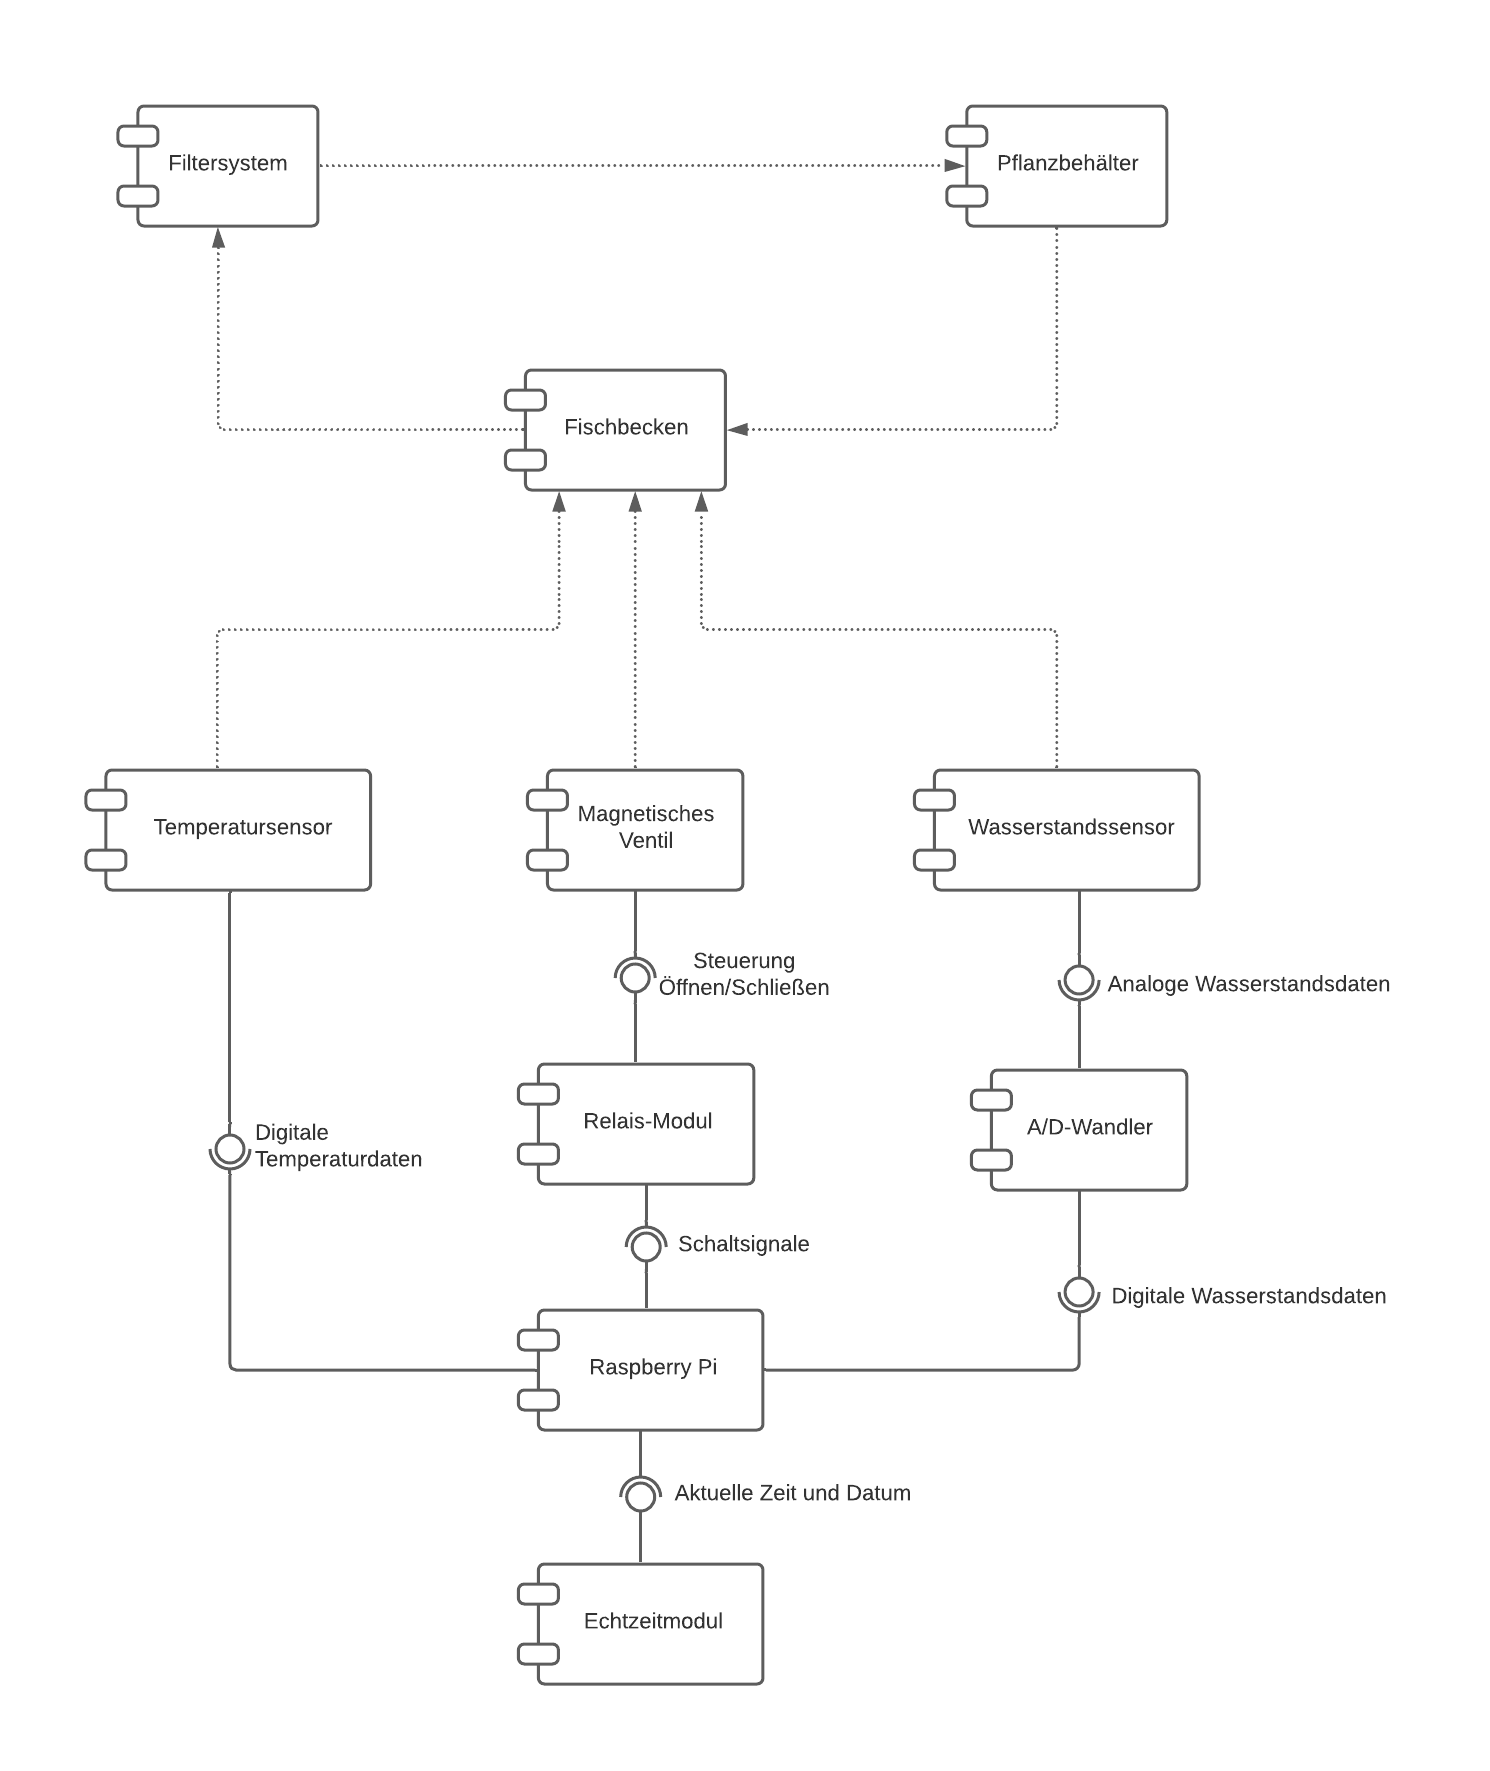 Filtersystem
Pflanzbehälter
Fischbecken
Temperatursensor
Magnetisches
Ventil
Wasserstandssensor
Steuerung
Öffnen/Schließen
Analoge Wasserstandsdaten
Relais-Modul
A/D-Wandler
Digitale
Temperaturdaten
Schaltsignale
Digitale Wasserstandsdaten
Raspberry Pi
Aktuelle Zeit und Datum
Echtzeitmodul